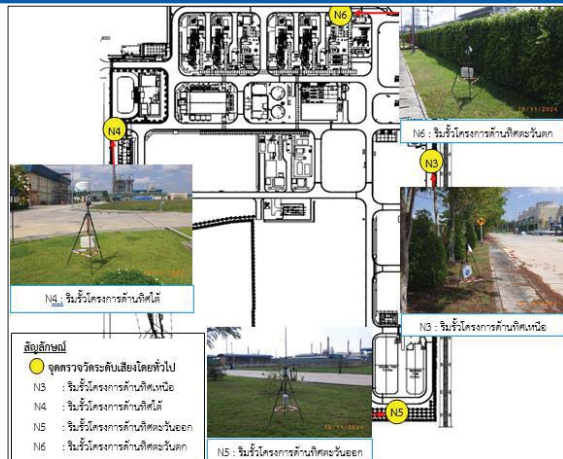 N6
10/11/2024
N6 : ริมรั้วโครงการด้านทิศตะวันตก
N4
N3
N4 : ริมรั้วโครงการด้านทิศใต้
N3 : ริมรั้วโครงการด้านทิศเหนือ
สัญลักษณ์
จุดตรวจวัดระดับเสียงโดยทั่วไป
N3 : ริมรั้วโครงการด้านทิศเหนือ
N4 : ริมรั้วโครงการด้านทิศใต้
N5 : ริมรั้วโครงการด้านทิศตะวันออก
N6 : ริมรั้วโครงการด้านทิศตะวันตก
10/11/2024
N5
N5 : ริมรั้วโครงการด้านทิศตะวันออก